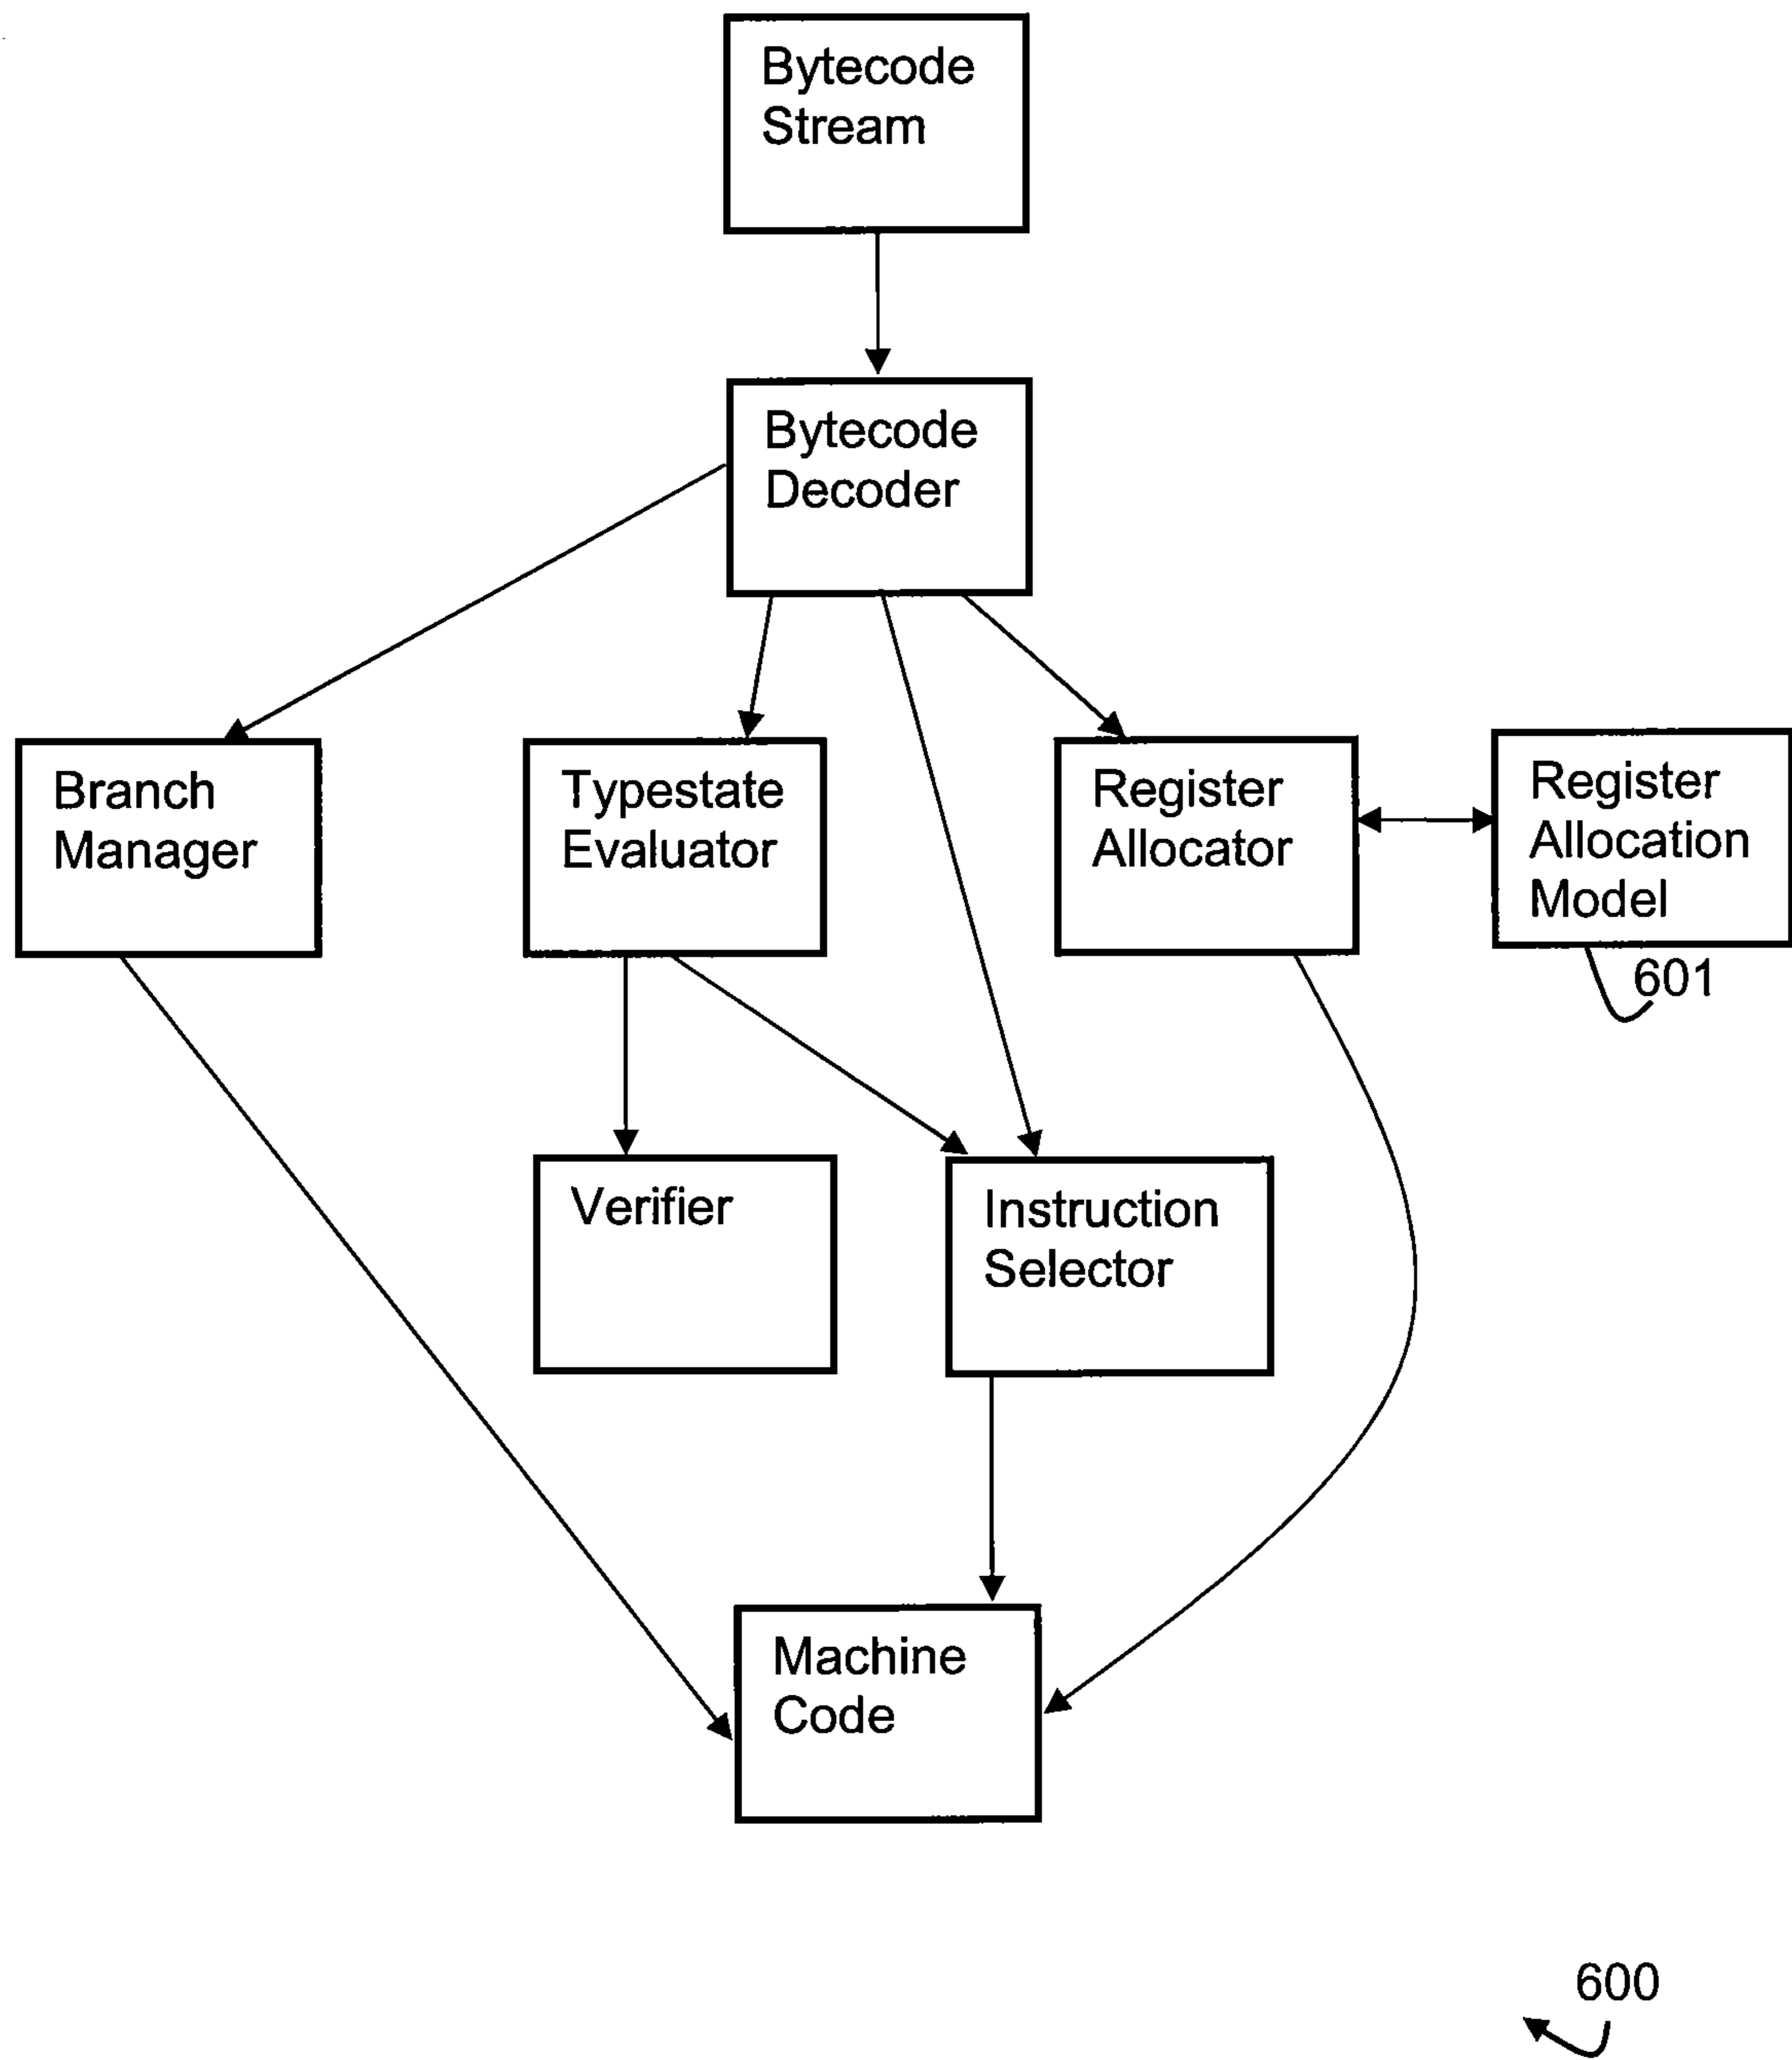 Bytecode
Stream
Bytecode
Decoder
Branch
Manager
Typestate
Evaluator
Register
Allocator
Register
Allocation
Model
601
Verifier
Instruction
Selector
Machine
Code
600